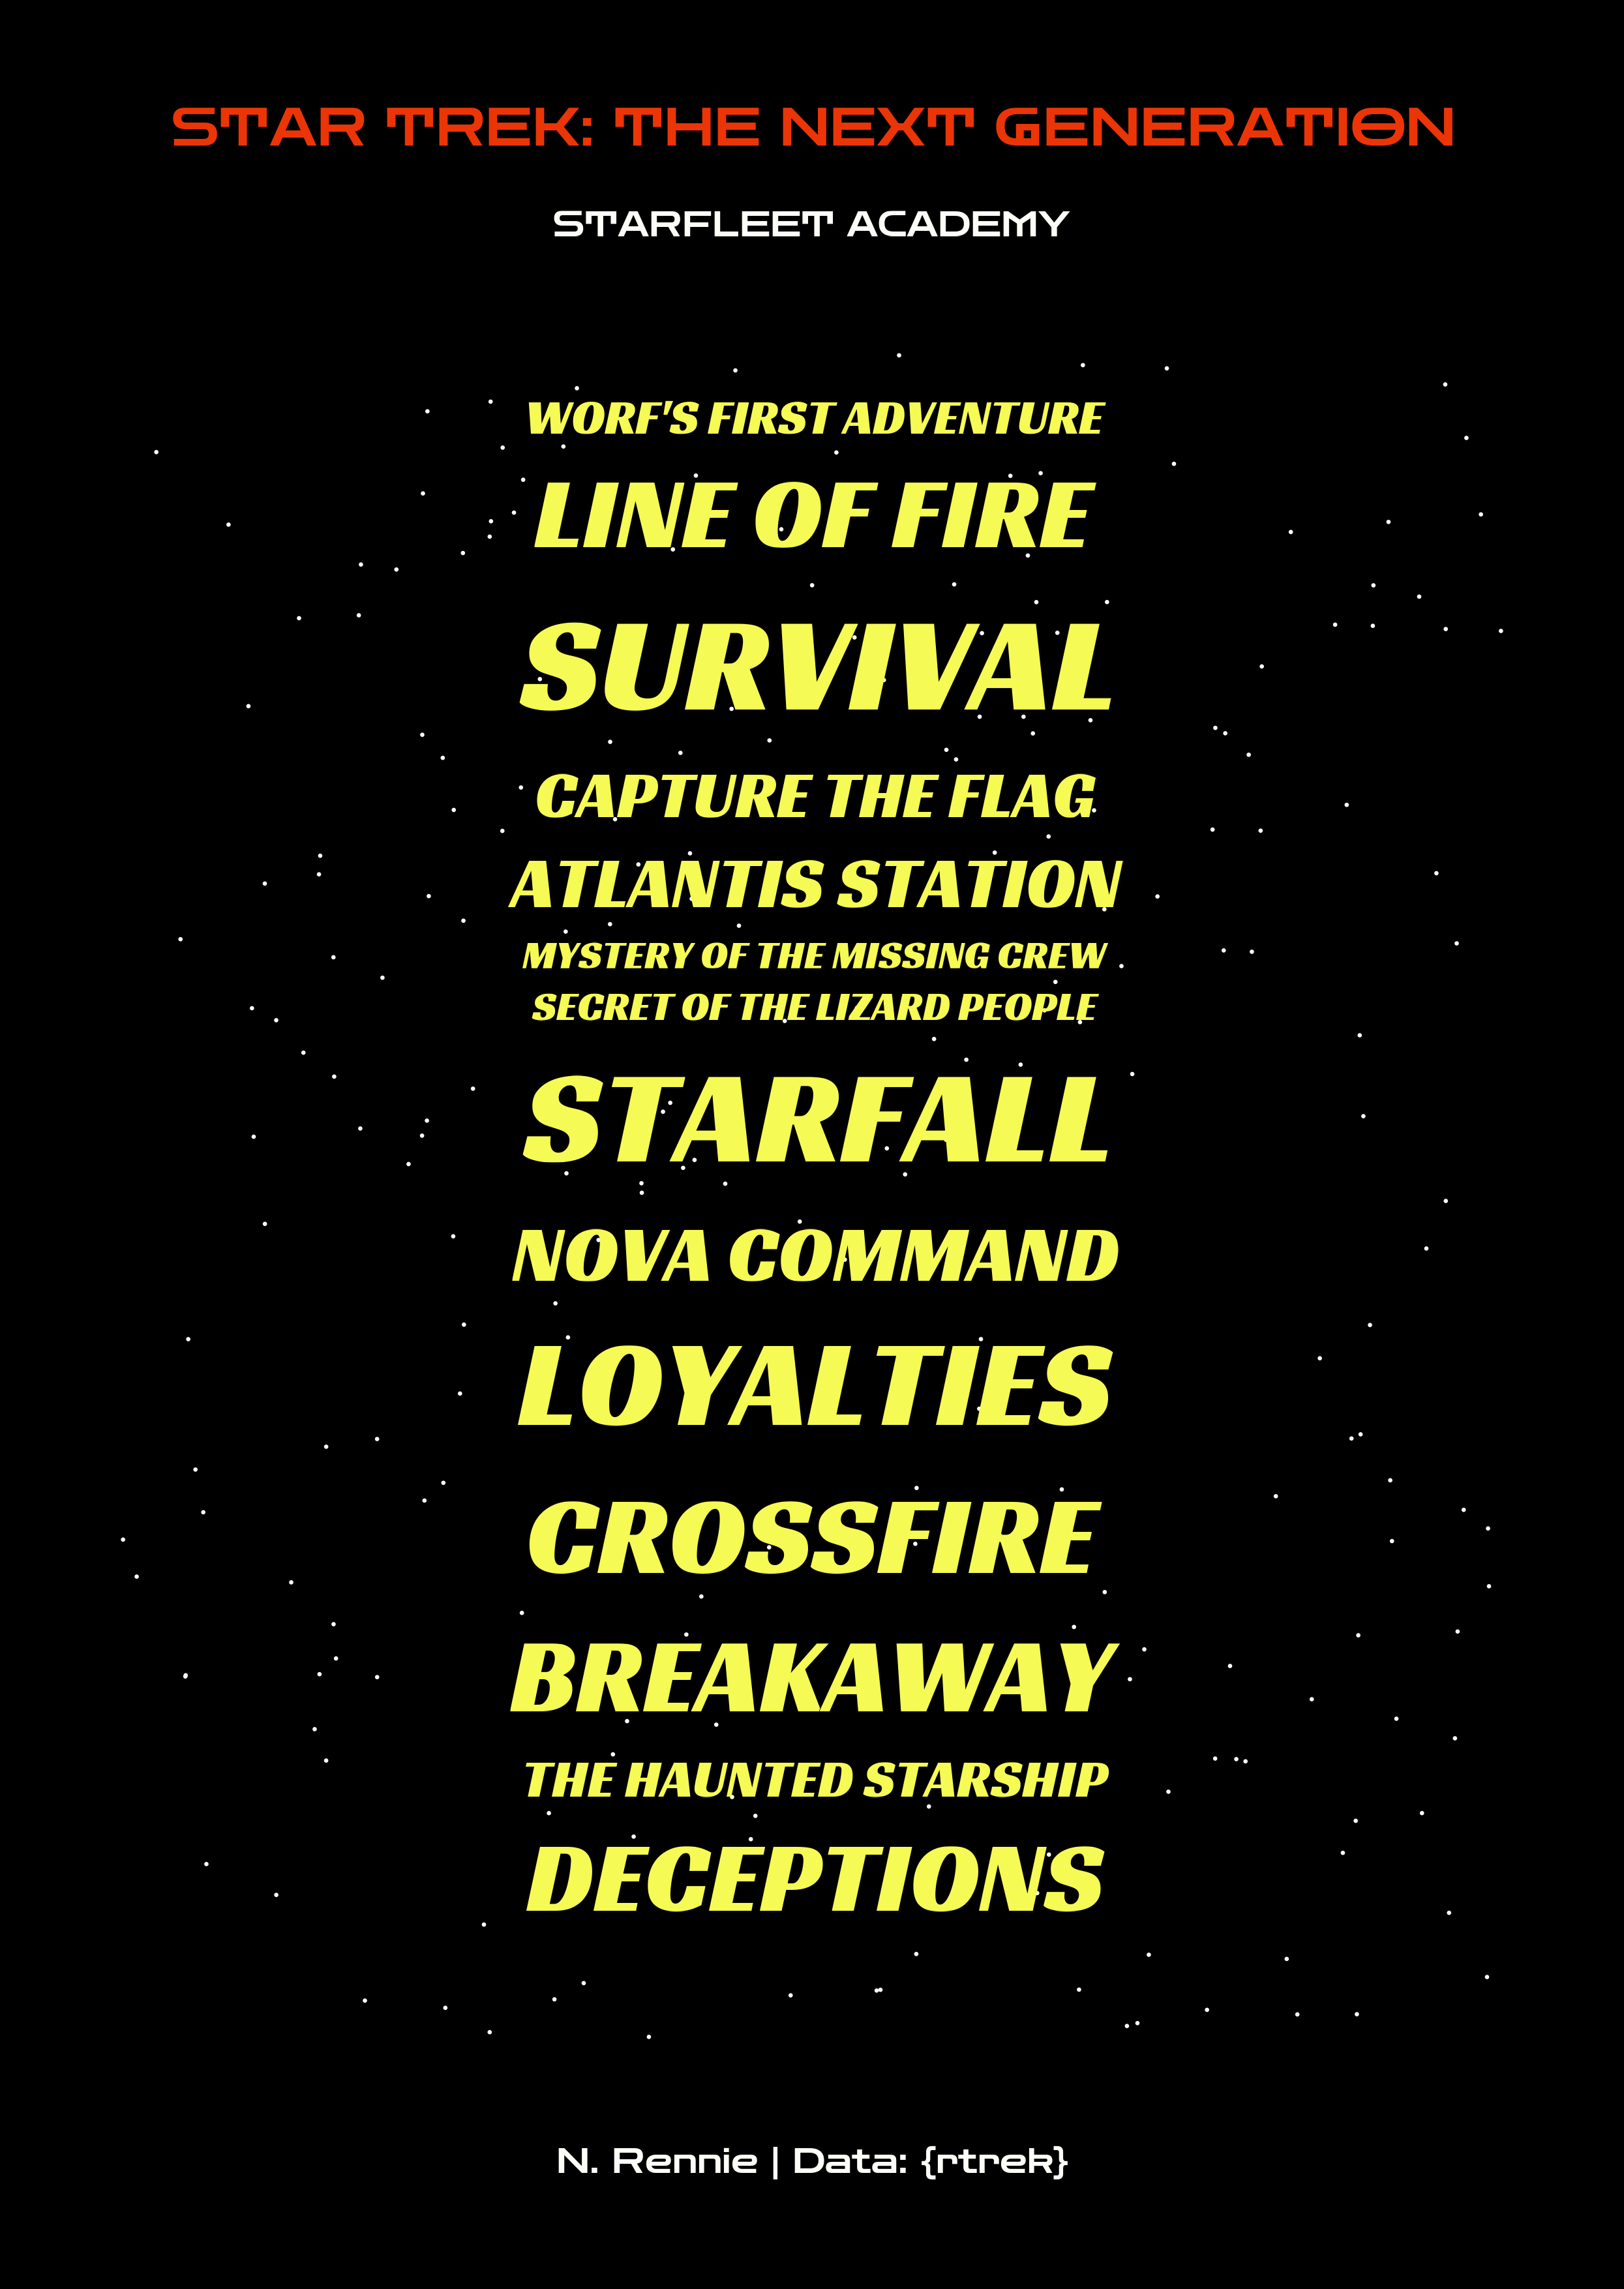 STAR TREK: THE NEXT GENERATION
STARFLEET ACADEMY
WORF'S FIRST ADVENTURE
LINE OF FIRE
SURVIVAL
CAPTURE THE FLAG
ATLANTIS STATION
MYSTERY OF THE MISSING CREW
SECRET OF THE LIZARD PEOPLE
STARFALL
NOVA COMMAND
LOYALTIES
CROSSFIRE
BREAKAWAY
THE HAUNTED STARSHIP
DECEPTIONS
N. Rennie | Data: {rtrek}